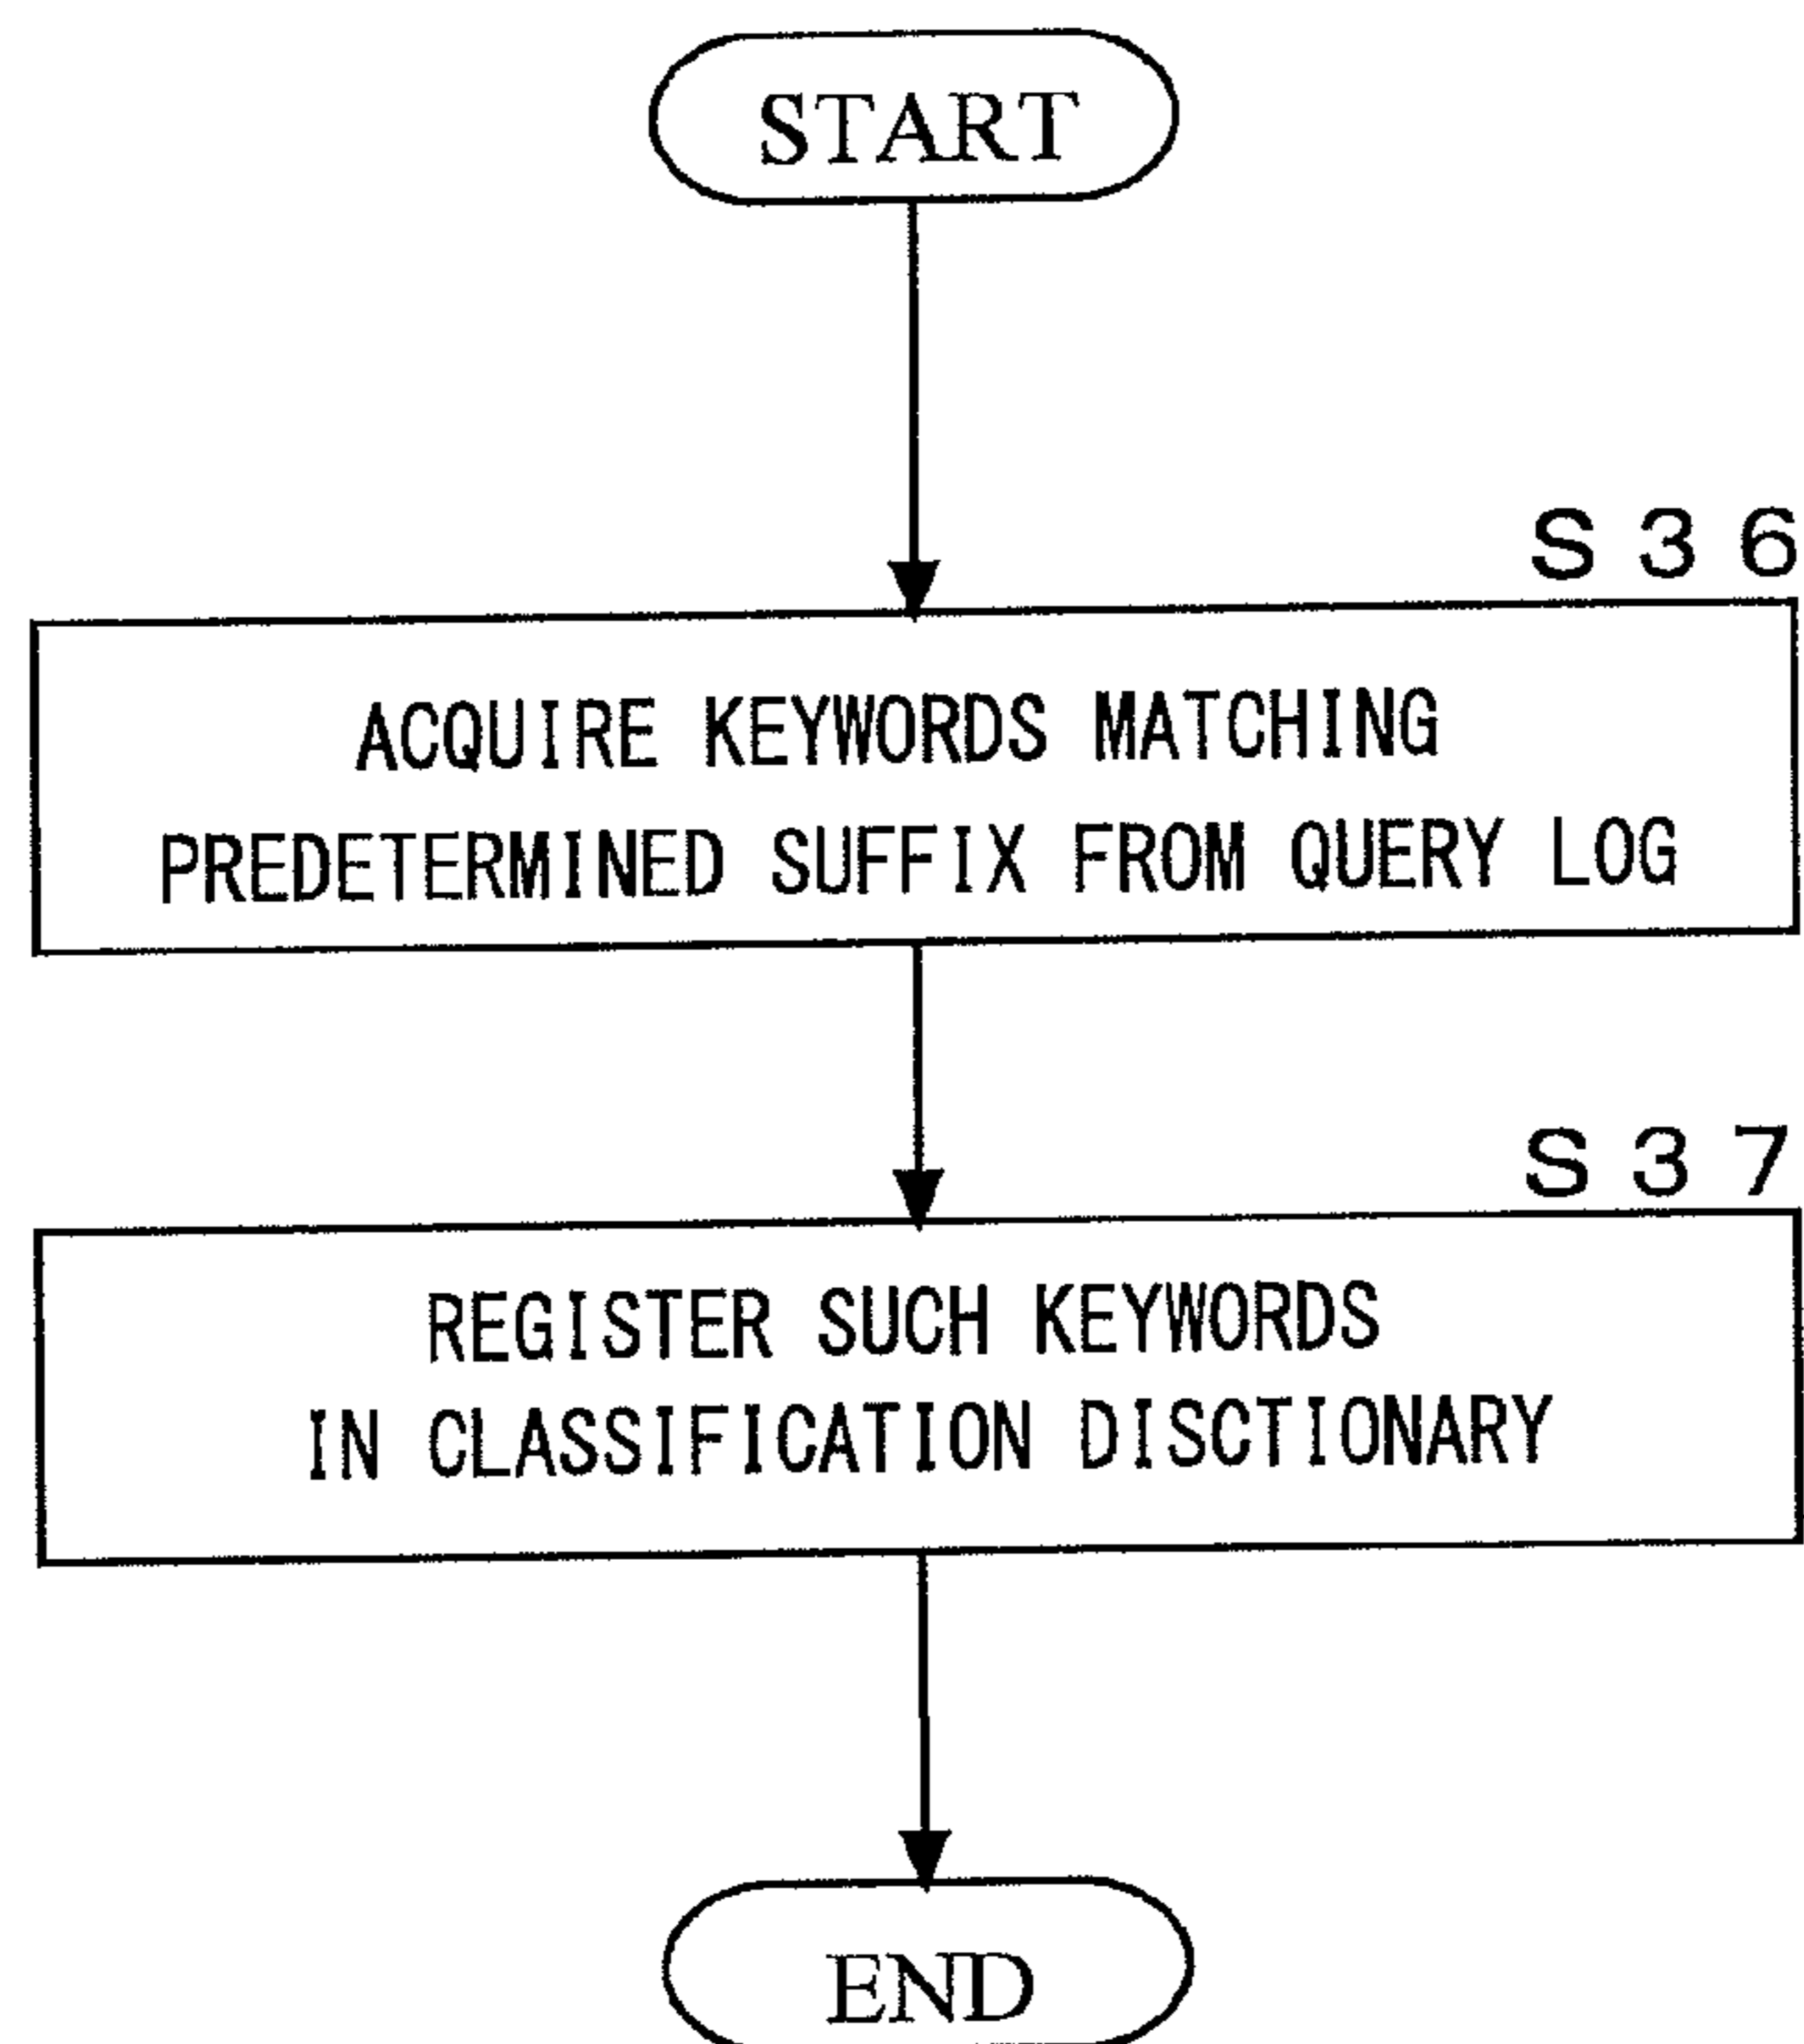 START
S36
ACQUIRE KEYWORDS MATCHING
PREDETERMINED SUFFIX FROM QUERY LOG
S37
REGISTER SUCH KEYWORDS
IN CLASSIFICATION DISCTIONARY
END